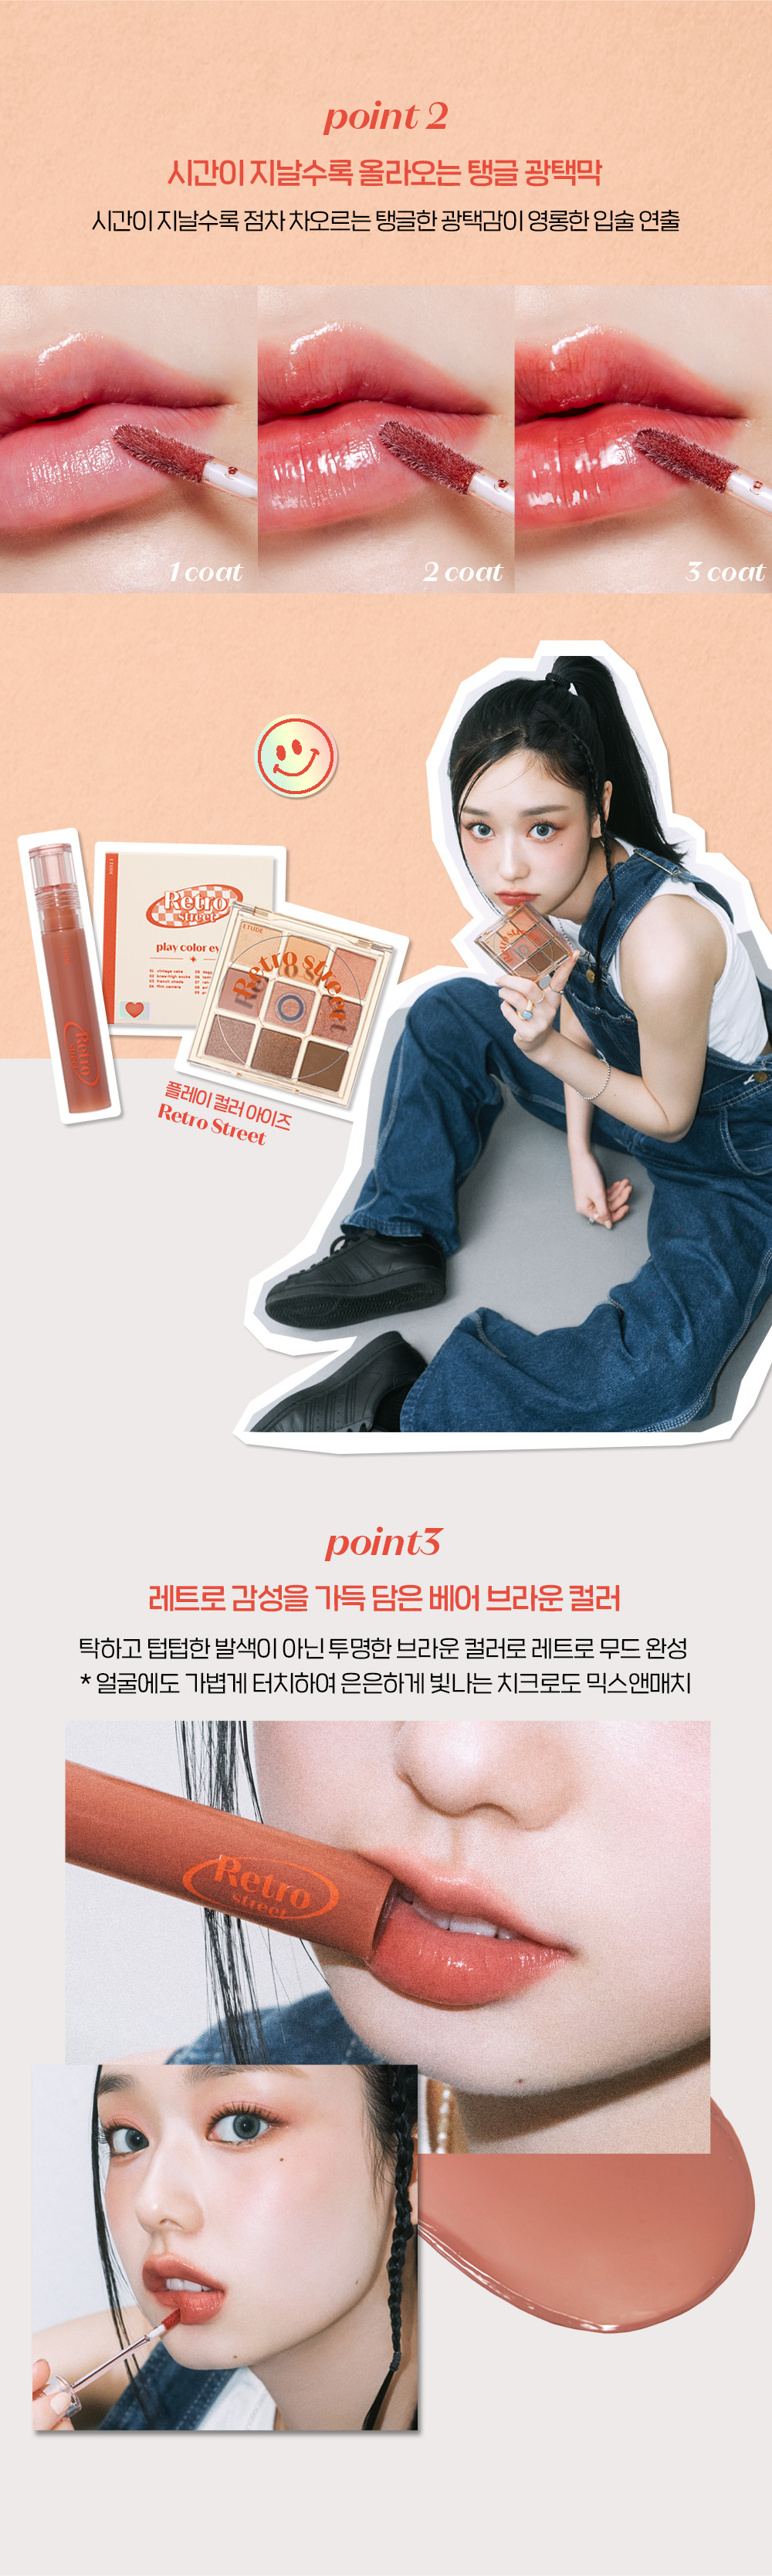 point 2
시간이 지날수록 올라오는 탱글 광택막
시간이 지날수록 점차 차오르는 탱글한 광택감이 영롱한 입술 연출
1 coat
2 coat
3 coat
ETUDE
Retro
Street
play color ey
ETUDE
Retro Street
Retro
플레이 컬러 아이즈
Retro Street
point3
레트로 감성을 가득 담은 베어 브라운 컬러
탁하고 텁텁한 발색이 아닌 투명한 브라운 컬러로 레트로 무드 완성
* 얼굴에도 가볍게 터치하여 은은하게 빛나는 치크로도 믹스앤매치
Retro
Street